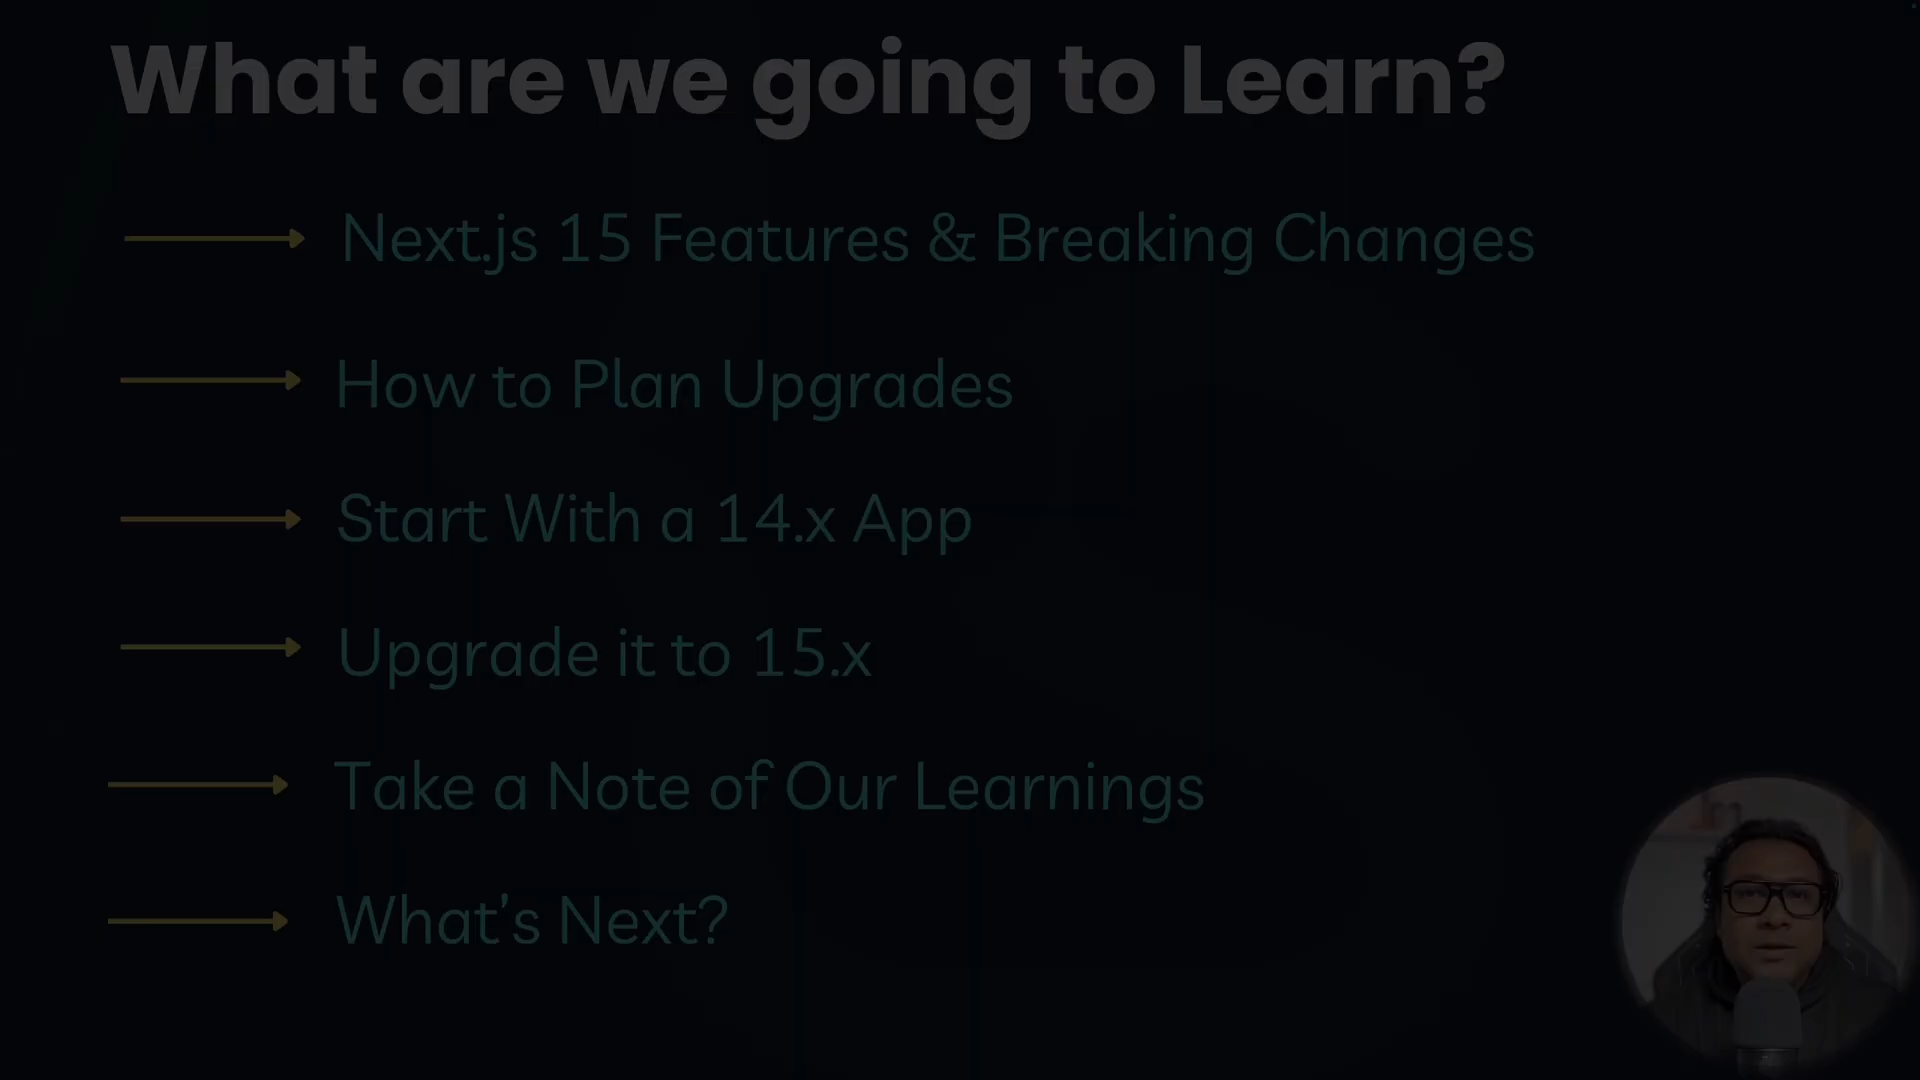 What are we going to Learn?
Next.js 15 Features & Breaking Changes
How to Plan Upgrades
Start With a 14.x App
Upgrade it to 15.x
Take a Note of Our Learnings
What's Next?